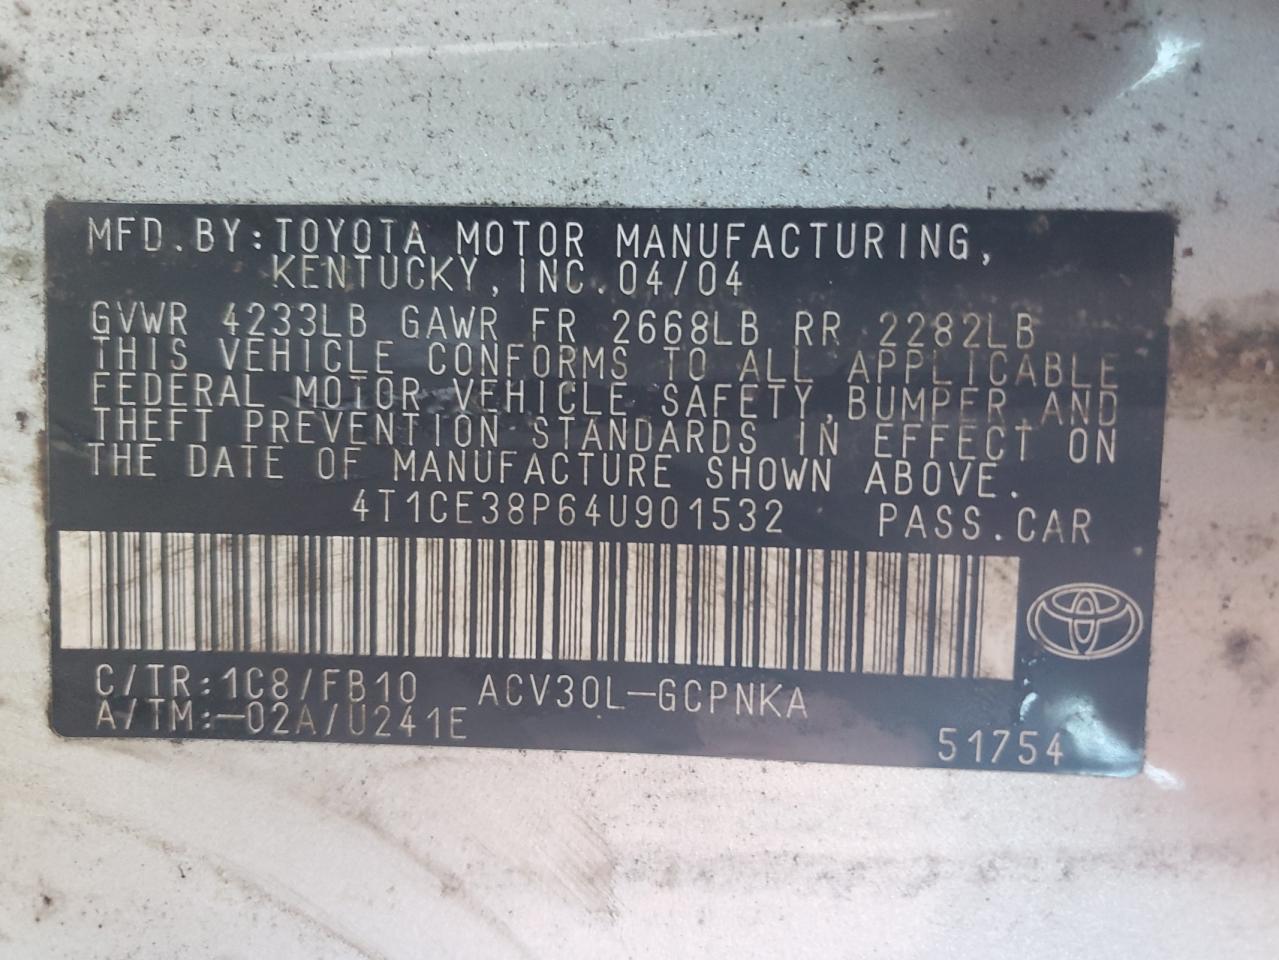 MFD.BY:TOYOTA MOTOR MANUFACTURING,
KENTUCKY,INC.04/04
GVWR 4233LB GAWR FR 2668LB RR 2282LB
THIS VEHICLE CONFORMS TO ALL APPLICABLE
FEDERAL MOTOR VEHICLE SAFETY,BUMPER AND
THEFT PREVENTION STANDARDS IN EFFECT ON
THE DATE OF MANUFACTURE SHOWN ABOVE.
4T1CE38P64U901532 PASS.CAR
C/TR:1C8/FB10 ACV30L-GCPNKA
A/TM:-02A/U241E
51754